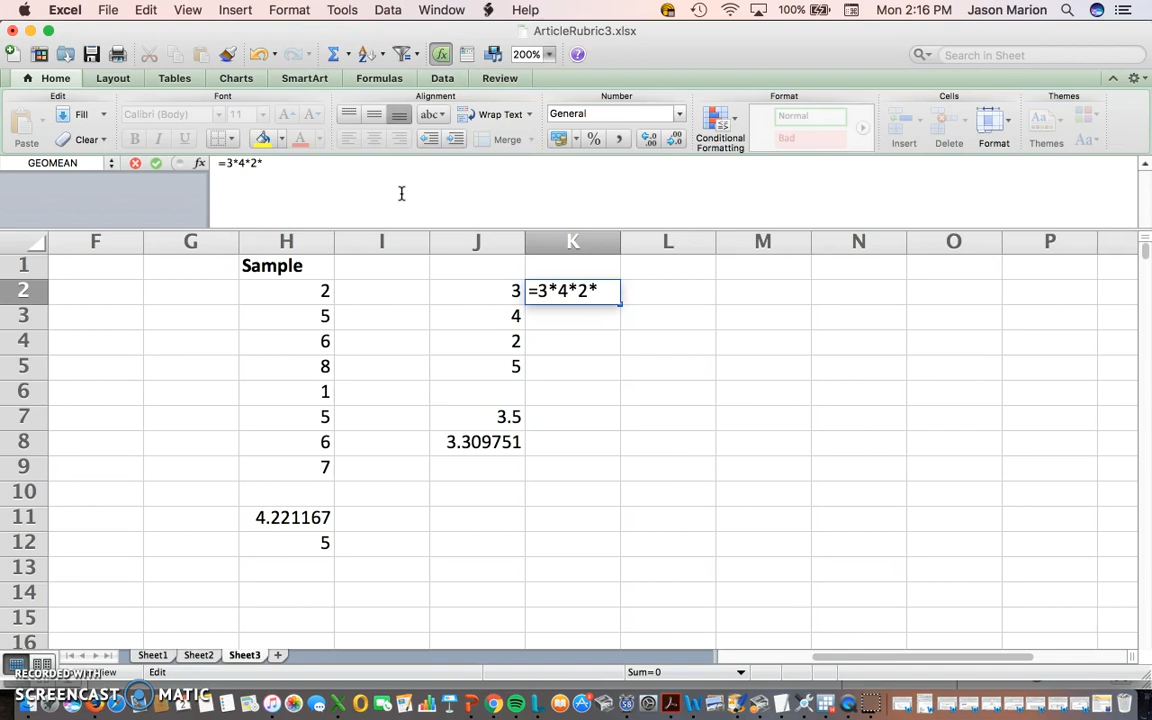 Excel File Edit View Insert Format Tools Data Window Help 100% Mon 2:16 PM Jason Marion
ArticleRubric3.xlsx
200% Search in Sheet
Home Layout Tables Charts SmartArt Formulas Data Review
Edit Font Alignment Number Format Cells Themes
Fill Calibri (Body) 11 abc Wrap Text General Normal
Paste Clear B I U A Merge % Bad Conditional Formatting Insert Delete Format Themes Aa
GEOMEAN fx =3*4*2*
F G H I J K L M N O P
1 Sample
2 2 3 =3*4*2*
3 5 4
4 6 2
5 8 5
6 1
7 5 3.5
8 6 3.309751
9 7
10
11 4.221167
12 5
13
14
15
16
Sheet1 Sheet2 Sheet3 +
RECORDED WITH Edit Sum=0
SCREENCAST MATIC